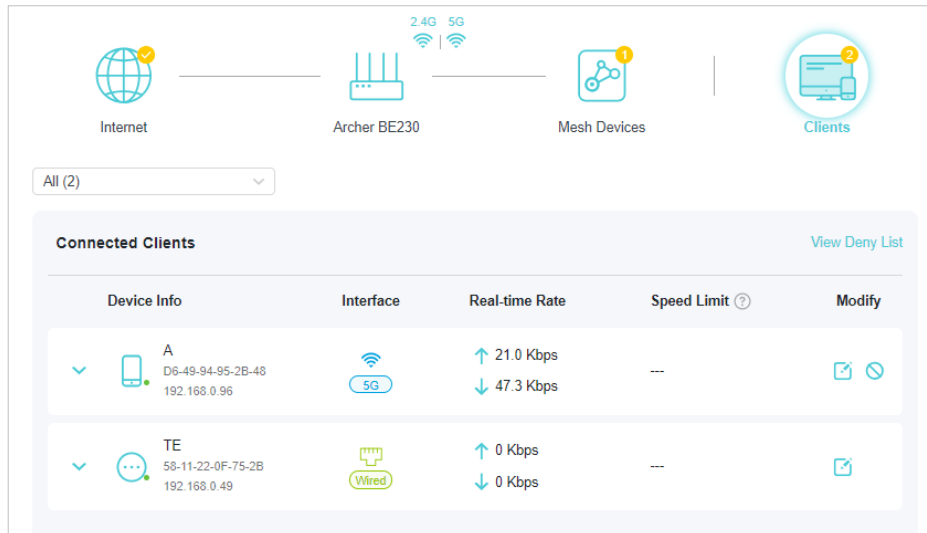 2.4G 5G
1
2
Internet
Archer BE230
Mesh Devices
Clients
All (2)
Connected Clients
View Deny List
Device Info
Interface
Real-time Rate
Speed Limit ?
Modify
A
D6-49-94-95-2B-48
192.168.0.96
5G
21.0 Kbps
47.3 Kbps
---
TE
58-11-22-0F-75-2B
192.168.0.49
Wired
0 Kbps
0 Kbps
---